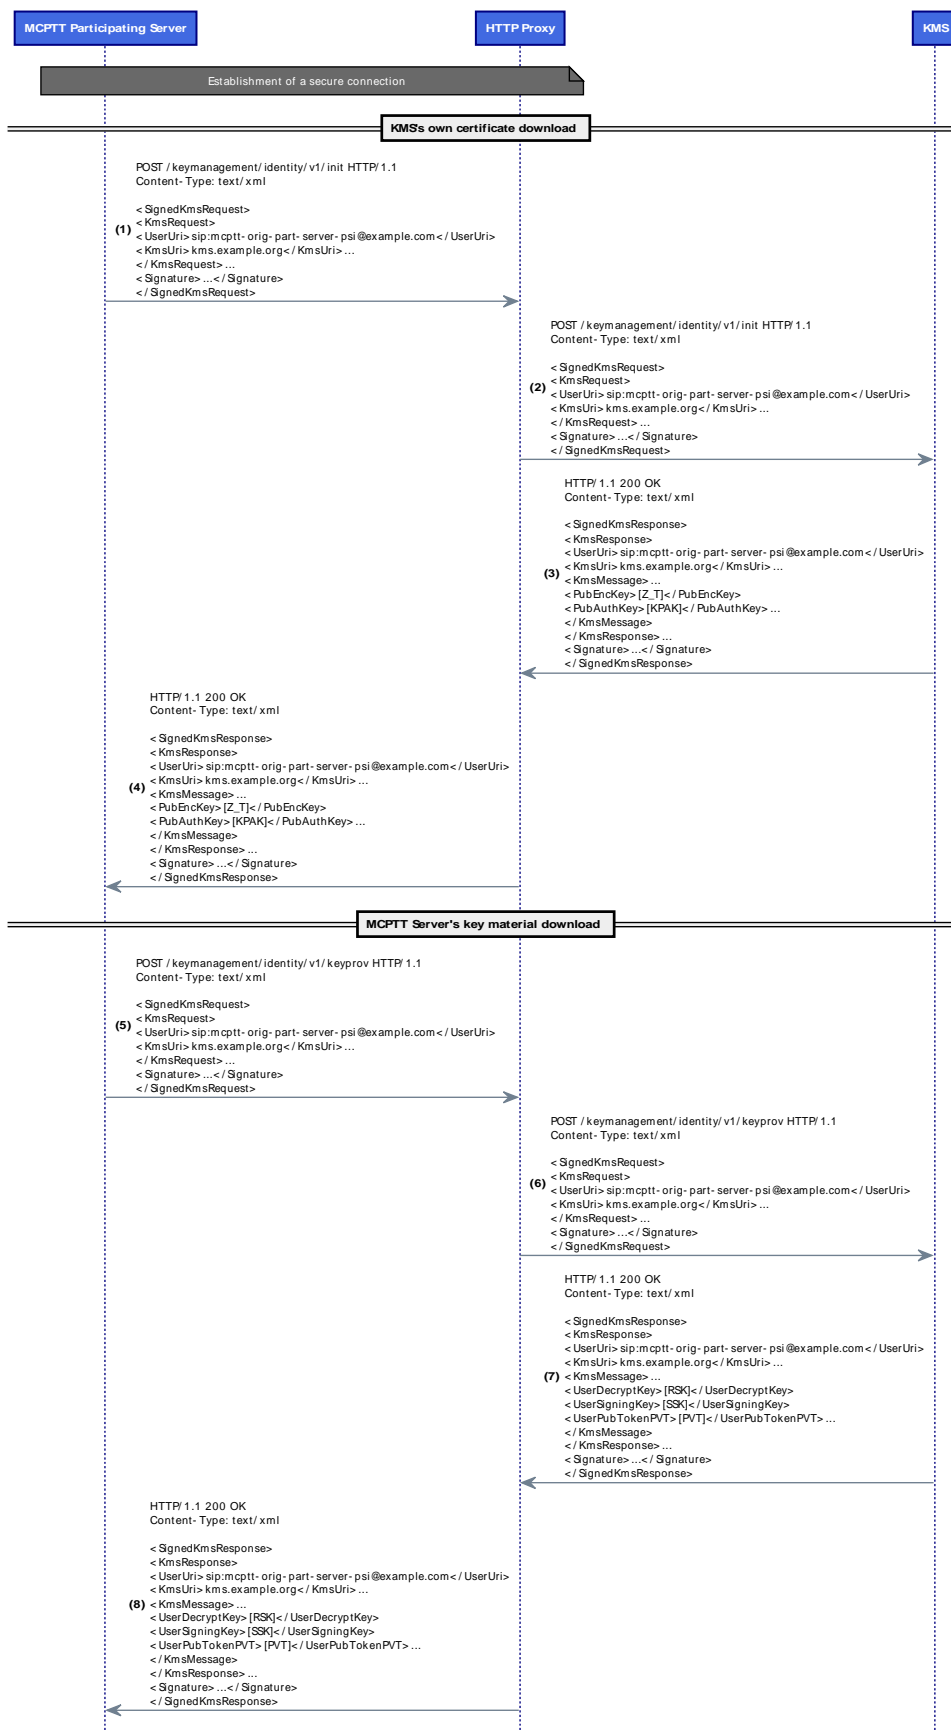 MCPTT Participating Server
HTTP Proxy
KMS
Establishment of a secure connection
KMS's own certificate download
POST /keymanagement/identity/v1/init HTTP/1.1
Content-Type: text/xml
<SignedKmsRequest>
<KmsRequest>
(1) <UserUri>sip:mcptt-orig-part-server-psi@example.com</UserUri>
<KmsUri>kms.example.org</KmsUri>...
</KmsRequest>...
<Signature>...</Signature>
</SignedKmsRequest>
POST /keymanagement/identity/v1/init HTTP/1.1
Content-Type: text/xml
<SignedKmsRequest>
<KmsRequest>
(2) <UserUri>sip:mcptt-orig-part-server-psi@example.com</UserUri>
<KmsUri>kms.example.org</KmsUri>...
</KmsRequest>...
<Signature>...</Signature>
</SignedKmsRequest>
HTTP/1.1 200 OK
Content-Type: text/xml
<SignedKmsResponse>
<KmsResponse>
<UserUri>sip:mcptt-orig-part-server-psi@example.com</UserUri>
<KmsUri>kms.example.org</KmsUri>...
(3) <KmsMessage>...
<PubEncKey>[Z_T]</PubEncKey>
<PubAuthKey>[KPAK]</PubAuthKey>...
</KmsMessage>
</KmsResponse>...
<Signature>...</Signature>
</SignedKmsResponse>
HTTP/1.1 200 OK
Content-Type: text/xml
<SignedKmsResponse>
<KmsResponse>
<UserUri>sip:mcptt-orig-part-server-psi@example.com</UserUri>
<KmsUri>kms.example.org</KmsUri>...
(4) <KmsMessage>...
<PubEncKey>[Z_T]</PubEncKey>
<PubAuthKey>[KPAK]</PubAuthKey>...
</KmsMessage>
</KmsResponse>...
<Signature>...</Signature>
</SignedKmsResponse>
MCPTT Server's key material download
POST /keymanagement/identity/v1/keyprov HTTP/1.1
Content-Type: text/xml
<SignedKmsRequest>
<KmsRequest>
(5) <UserUri>sip:mcptt-orig-part-server-psi@example.com</UserUri>
<KmsUri>kms.example.org</KmsUri>...
</KmsRequest>...
<Signature>...</Signature>
</SignedKmsRequest>
POST /keymanagement/identity/v1/keyprov HTTP/1.1
Content-Type: text/xml
<SignedKmsRequest>
<KmsRequest>
(6) <UserUri>sip:mcptt-orig-part-server-psi@example.com</UserUri>
<KmsUri>kms.example.org</KmsUri>...
</KmsRequest>...
<Signature>...</Signature>
</SignedKmsRequest>
HTTP/1.1 200 OK
Content-Type: text/xml
<SignedKmsResponse>
<KmsResponse>
<UserUri>sip:mcptt-orig-part-server-psi@example.com</UserUri>
<KmsUri>kms.example.org</KmsUri>...
(7) <KmsMessage>...
<UserDecryptKey>[RSK]</UserDecryptKey>
<UserSigningKey>[SSK]</UserSigningKey>
<UserPubTokenPVT>[PVT]</UserPubTokenPVT>...
</KmsMessage>
</KmsResponse>...
<Signature>...</Signature>
</SignedKmsResponse>
HTTP/1.1 200 OK
Content-Type: text/xml
<SignedKmsResponse>
<KmsResponse>
<UserUri>sip:mcptt-orig-part-server-psi@example.com</UserUri>
<KmsUri>kms.example.org</KmsUri>...
(8) <KmsMessage>...
<UserDecryptKey>[RSK]</UserDecryptKey>
<UserSigningKey>[SSK]</UserSigningKey>
<UserPubTokenPVT>[PVT]</UserPubTokenPVT>...
</KmsMessage>
</KmsResponse>...
<Signature>...</Signature>
</SignedKmsResponse>